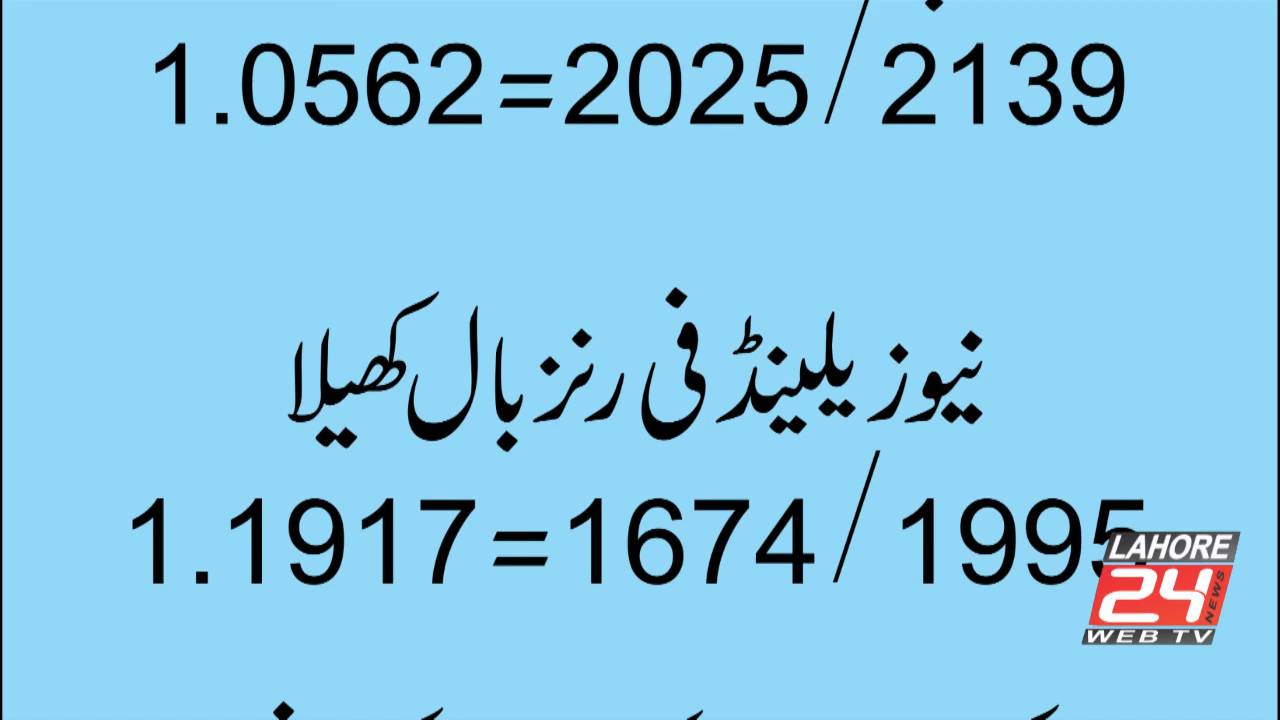 1.0562=2025/2139
نیوزیلینڈ فی رنز بال کھیلا
1.1917=1674/1995
LAHORE
24
NEWS
WEB TV